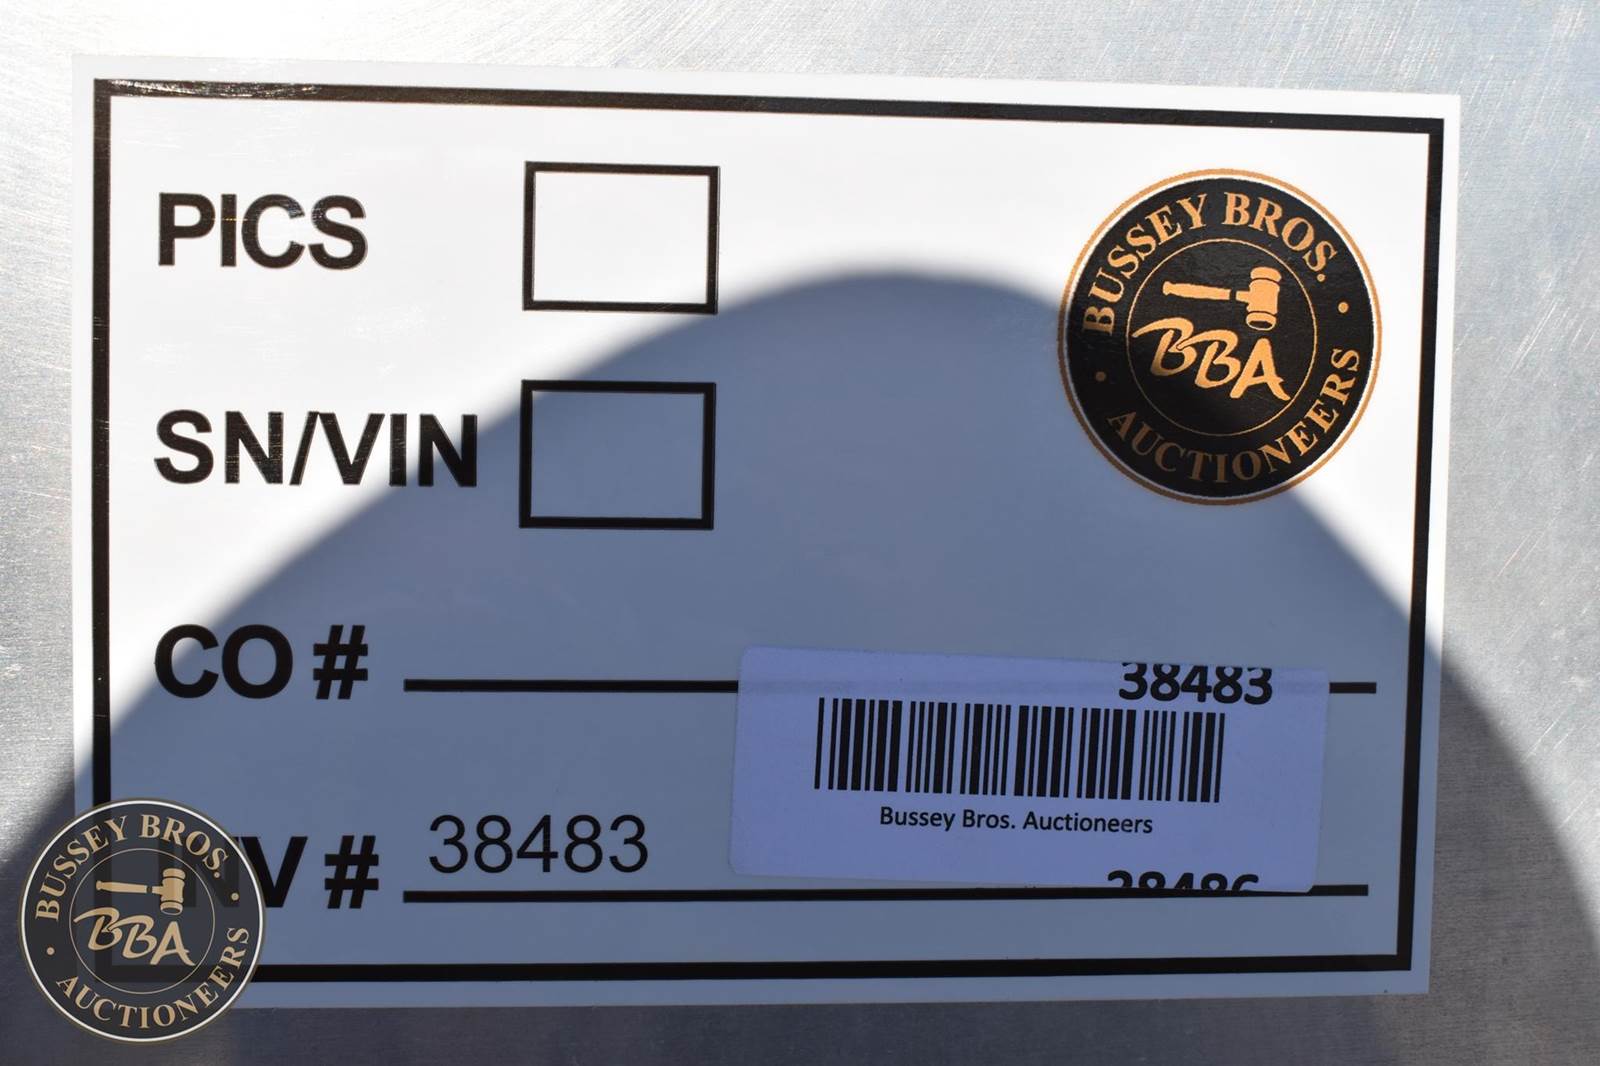 PICS
BUSSEY BROS.
BBA
AUCTIONEERS
SN/VIN
CO #
38483
Bussey Bros. Auctioneers
# 38483
BUSSEY BROS.
BBA
AUCTIONEERS